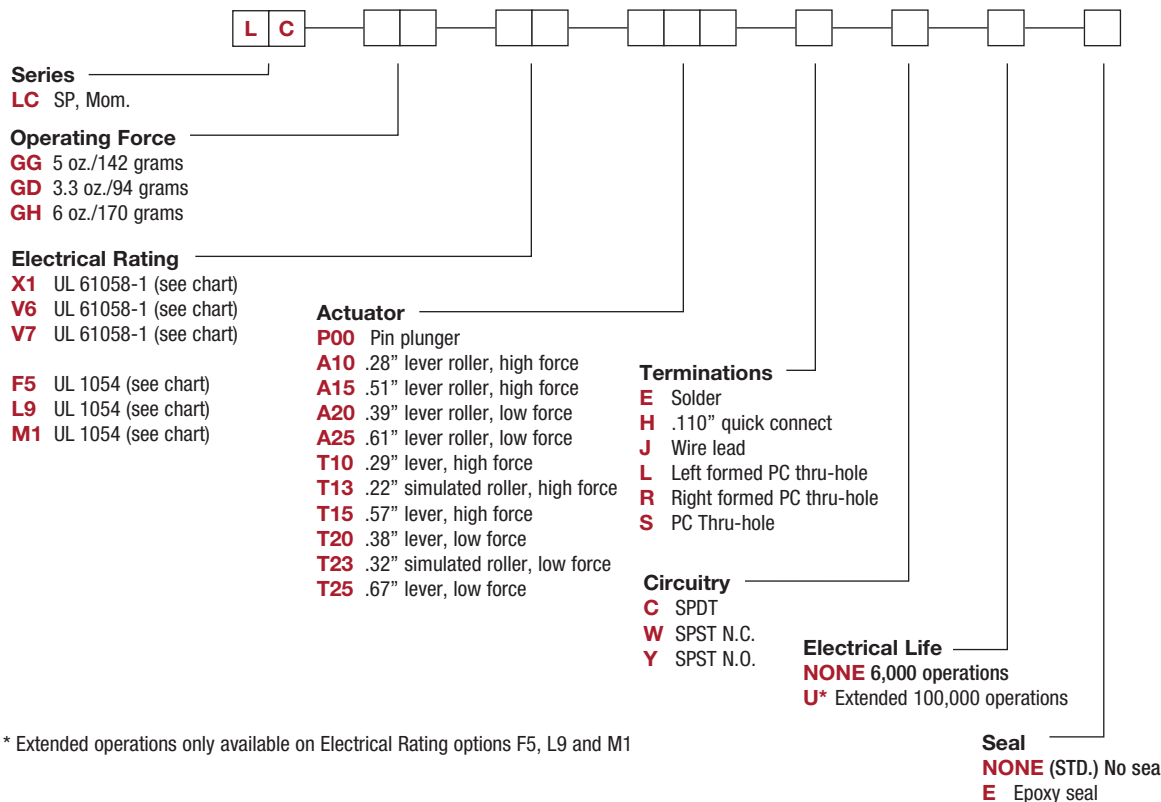 L C
Series
LC SP, Mom.
Operating Force
GG 5 oz./142 grams
GD 3.3 oz./94 grams
GH 6 oz./170 grams
Electrical Rating
X1 UL 61058-1 (see chart)
V6 UL 61058-1 (see chart)
V7 UL 61058-1 (see chart)
F5 UL 1054 (see chart)
L9 UL 1054 (see chart)
M1 UL 1054 (see chart)
Actuator
P00 Pin plunger
A10 .28” lever roller, high force
A15 .51” lever roller, high force
A20 .39” lever roller, low force
A25 .61” lever roller, low force
T10 .29” lever, high force
T13 .22” simulated roller, high force
T15 .57” lever, high force
T20 .38” lever, low force
T23 .32” simulated roller, low force
T25 .67” lever, low force
Terminations
E Solder
H .110” quick connect
J Wire lead
L Left formed PC thru-hole
R Right formed PC thru-hole
S PC Thru-hole
Circuitry
C SPDT
W SPST N.C.
Y SPST N.O.
Electrical Life
NONE 6,000 operations
U* Extended 100,000 operations
* Extended operations only available on Electrical Rating options F5, L9 and M1
Seal
NONE (STD.) No sea
E Epoxy seal